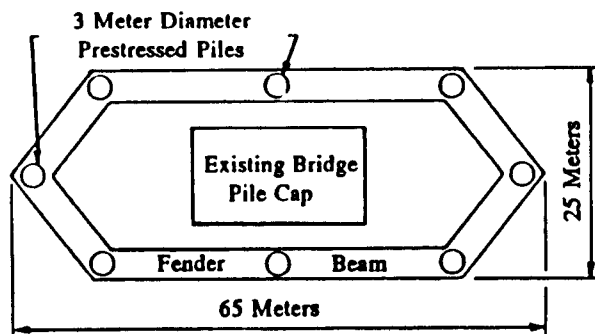 3 Meter Diameter
Prestressed Piles
Existing Bridge
Pile Cap
25 Meters
Fender Beam
65 Meters